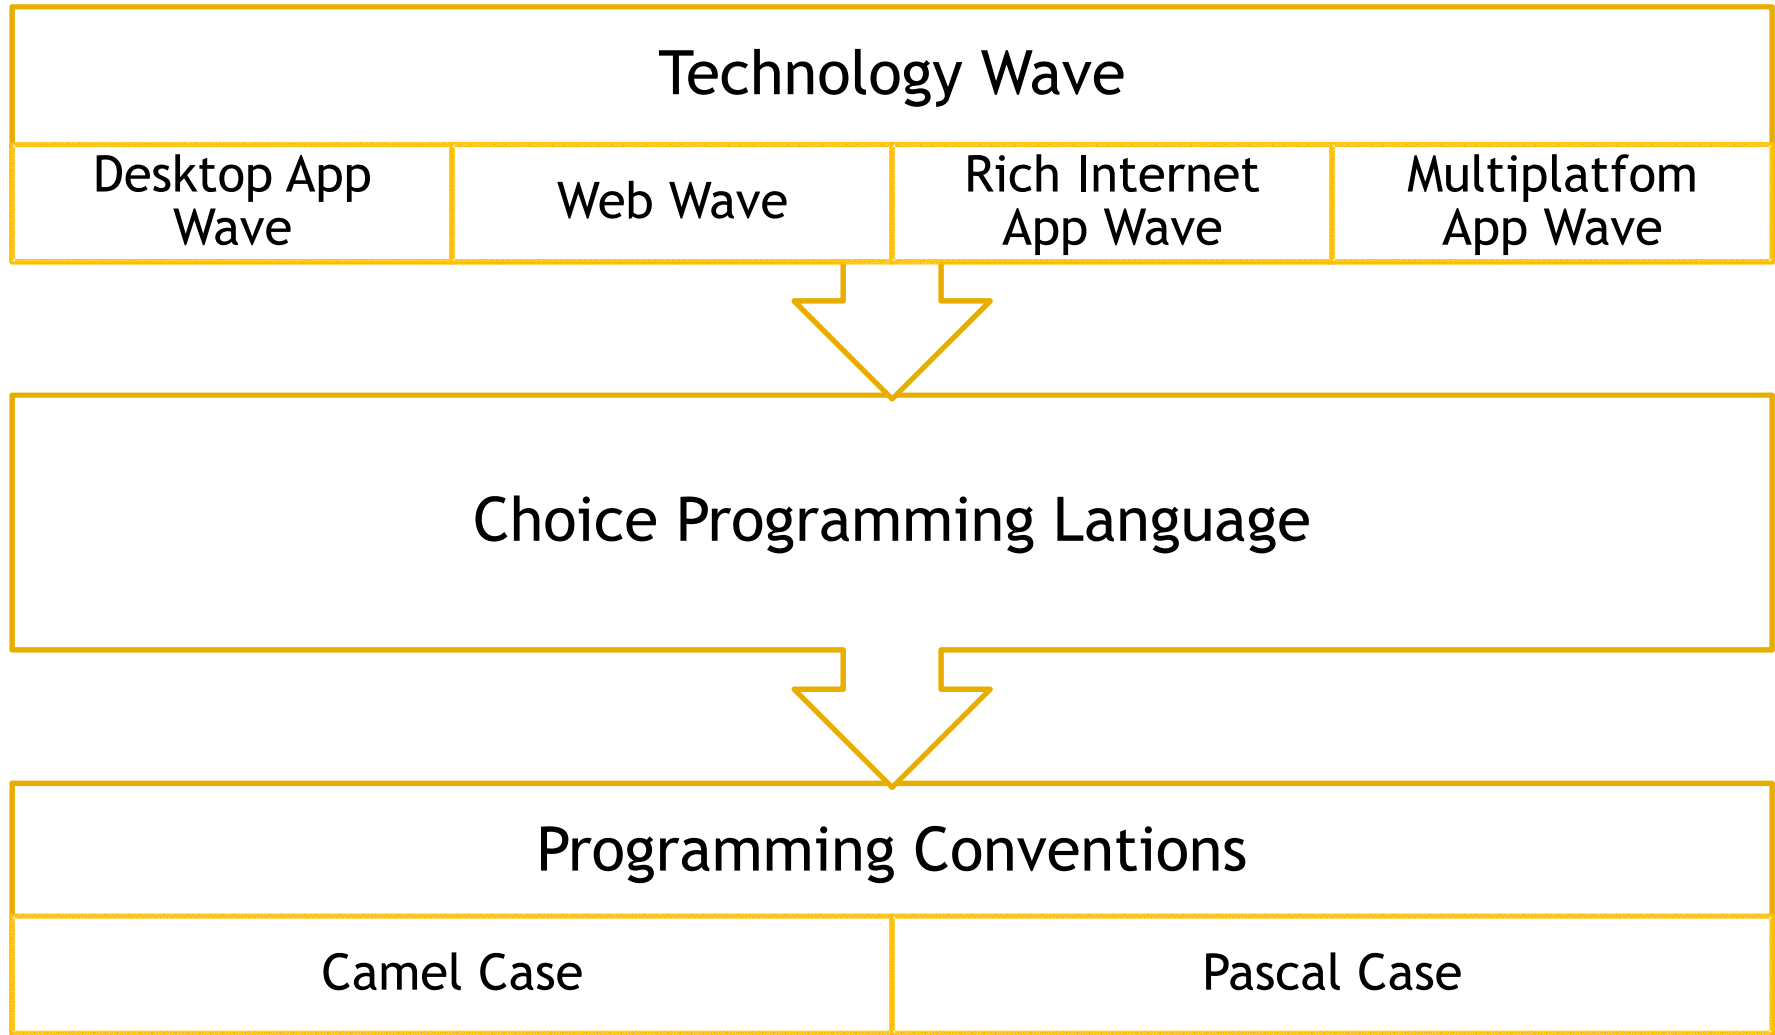 Technology Wave
Desktop App
Wave
Web Wave
Rich Internet
App Wave
Multiplatfom
App Wave
Choice Programming Language
Programming Conventions
Camel Case
Pascal Case